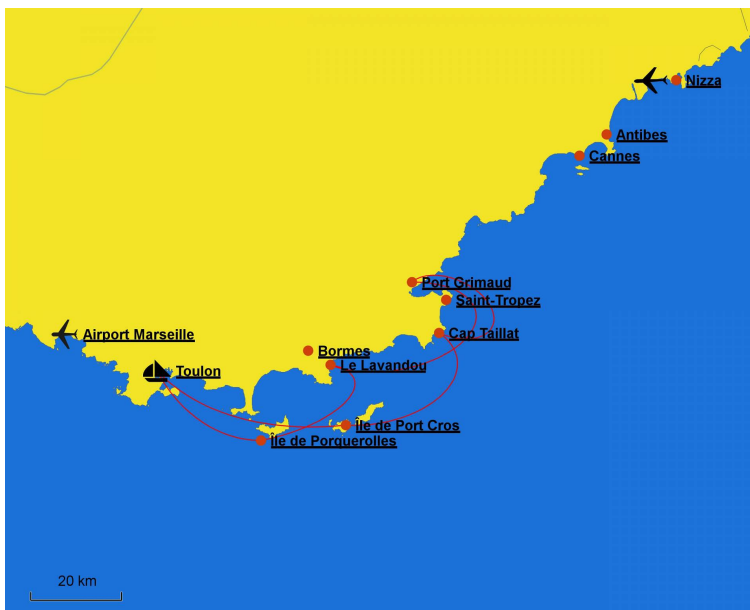 Nizza
Antibes
Cannes
Port Grimaud
Saint-Tropez
Cap Taillat
Airport Marseille
Bormes
Le Lavandou
Toulon
Île de Port Cros
Île de Porquerolles
20 km